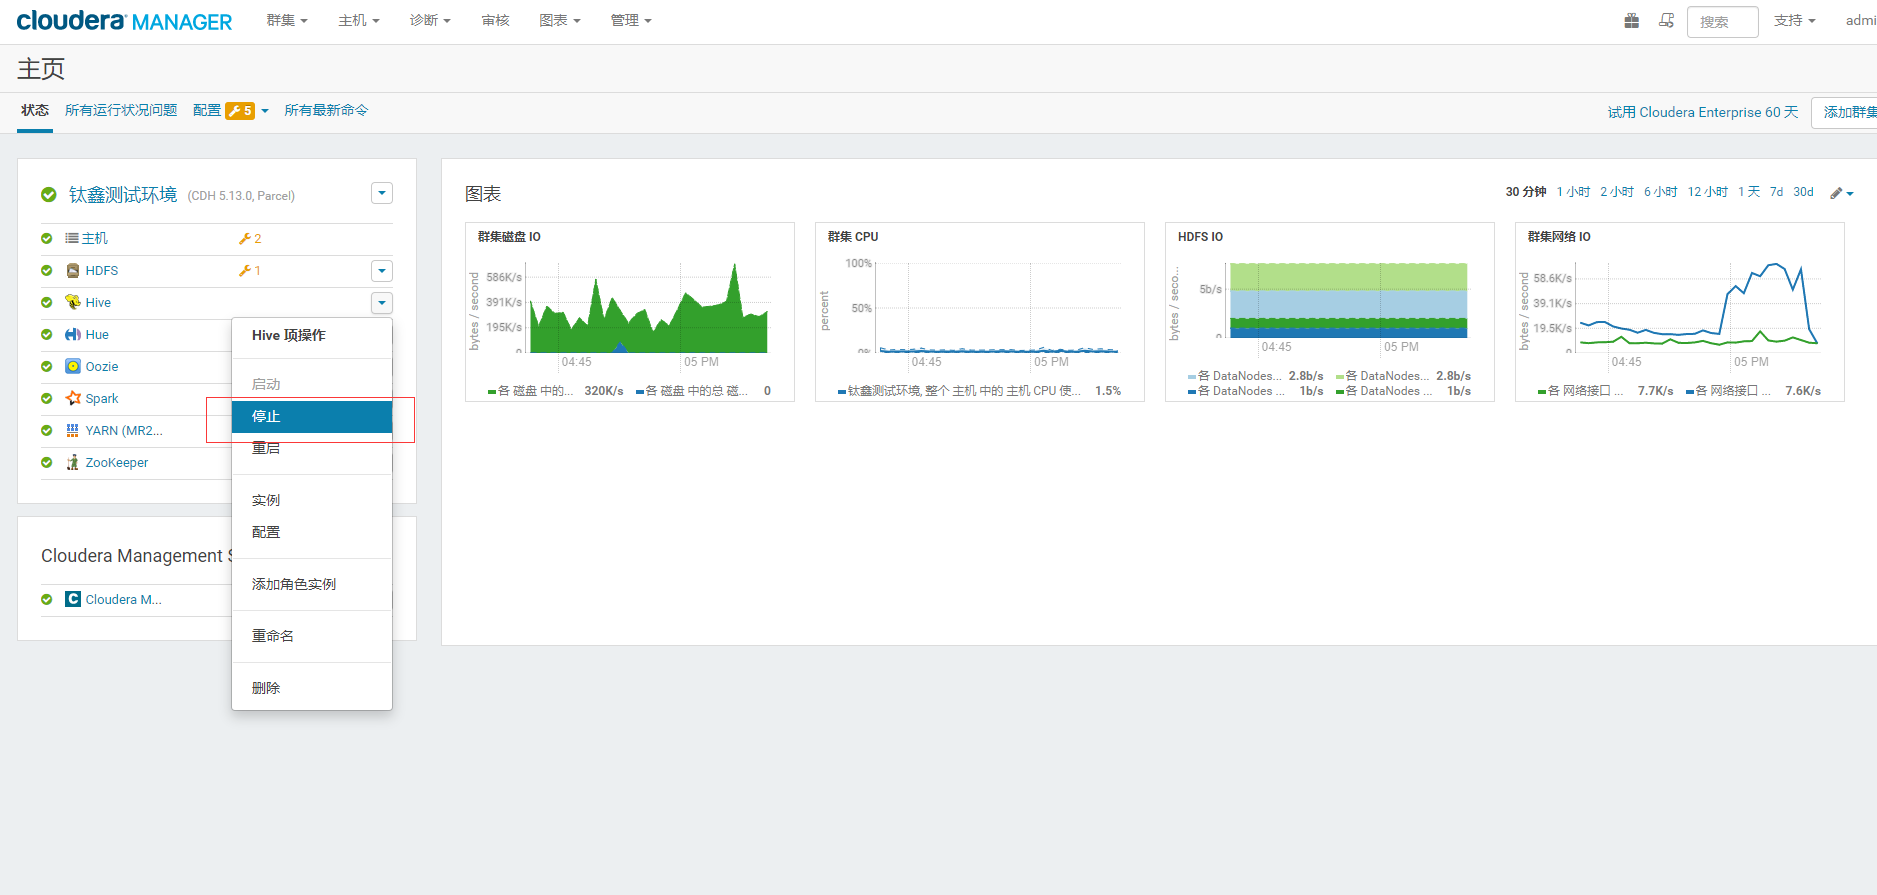 cloudera MANAGER 群集 主机 诊断 审核 图表 管理 搜索 支持 admi
主页
状态 所有运行状况问题 配置 5 所有最新命令 试用 Cloudera Enterprise 60 天 添加群集
钛鑫测试环境 (CDH 5.13.0, Parcel)
主机 2
HDFS 1
Hive
Hue
Oozie
Spark
YARN (MR2...
ZooKeeper
Hive 项操作
启动
停止
重启
实例
配置
添加角色实例
重命名
删除
Cloudera Management S
Cloudera M...
图表
30 分钟 1 小时 2 小时 6 小时 12 小时 1 天 7d 30d
群集磁盘 IO
bytes / second
586K/s
391K/s
195K/s
0
04:45 05 PM
各 磁盘 中的... 320K/s 各 磁盘 中的总 磁... 0
群集 CPU
percent
100%
50%
0%
04:45 05 PM
钛鑫测试环境, 整个 主机 中的 主机 CPU 使... 1.5%
HDFS IO
bytes / seco...
5b/s
0
04:45 05 PM
各 DataNodes... 2.8b/s 各 DataNodes... 2.8b/s
各 DataNodes ... 1b/s 各 DataNodes ... 1b/s
群集网络 IO
bytes / second
58.6K/s
39.1K/s
19.5K/s
0
04:45 05 PM
各 网络接口 ... 7.7K/s 各 网络接口 ... 7.6K/s